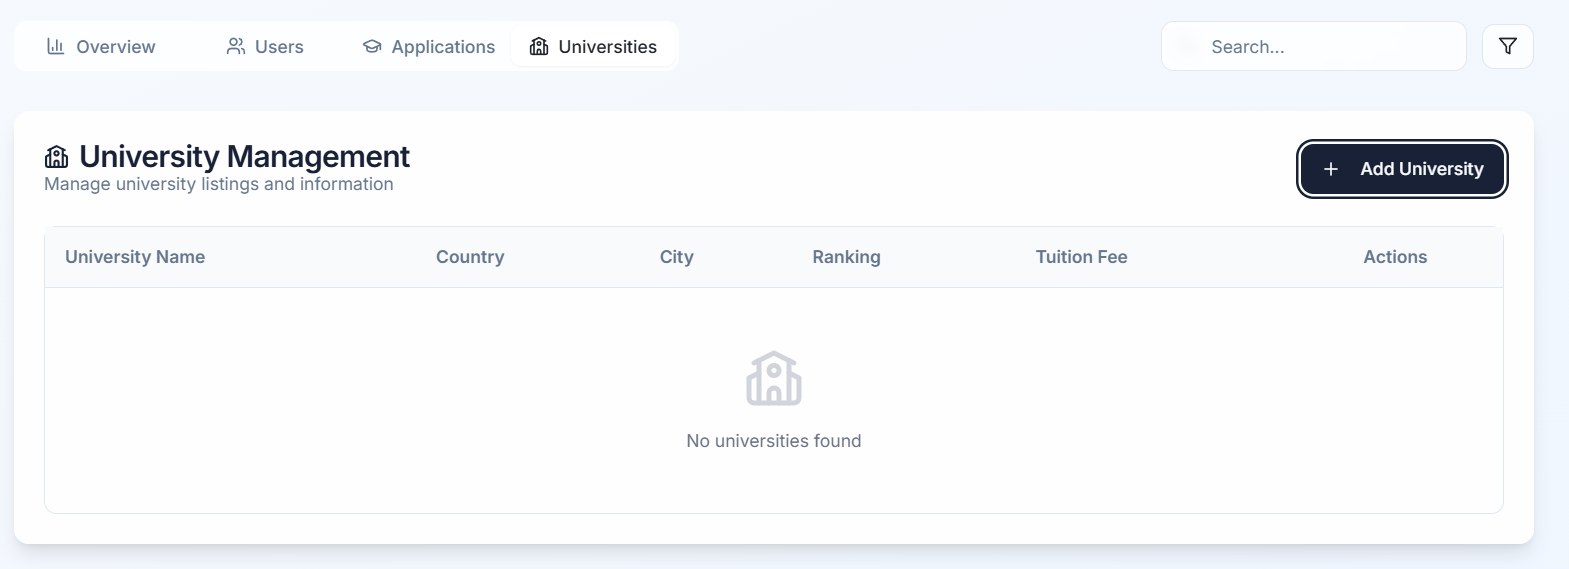 Overview
Users
Applications
Universities
Search...
University Management
Manage university listings and information
Add University
University Name
Country
City
Ranking
Tuition Fee
Actions
No universities found